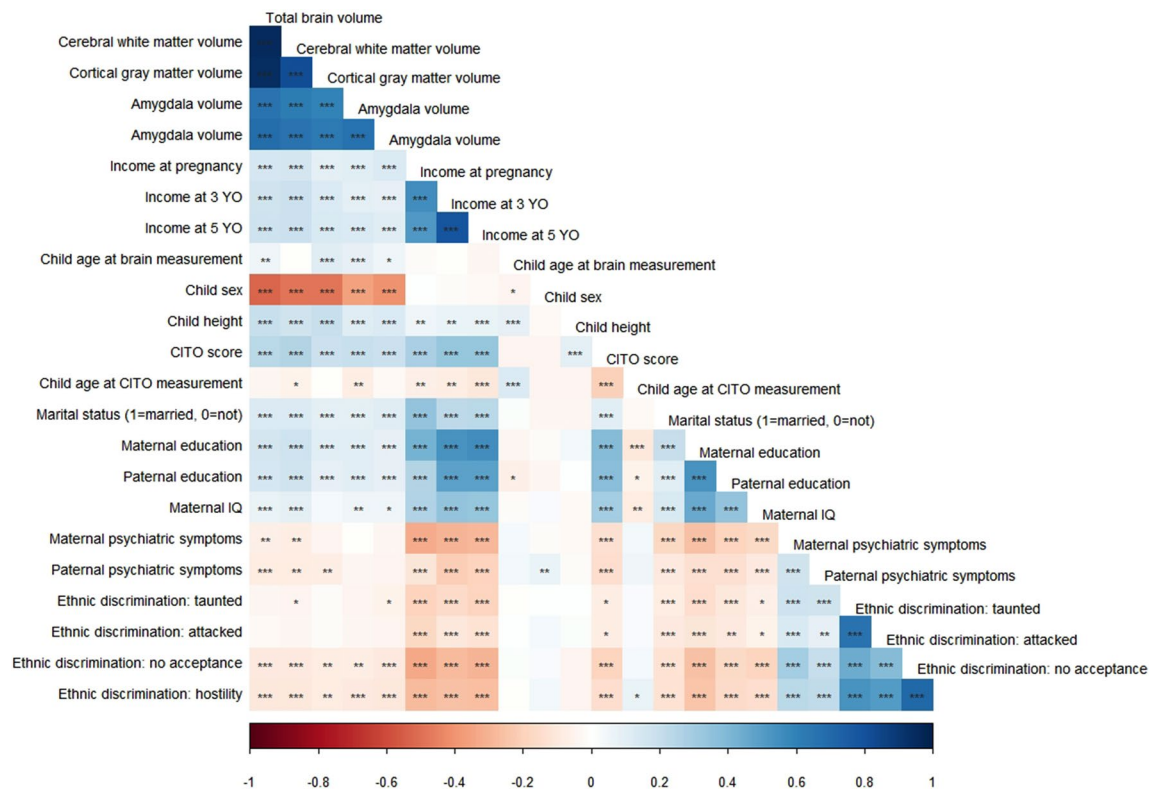 Total brain volume
Cerebral white matter volume *** Cerebral white matter volume
Cortical gray matter volume *** *** Cortical gray matter volume
Amygdala volume *** *** *** Amygdala volume
Amygdala volume *** *** *** *** Amygdala volume
Income at pregnancy *** *** *** *** *** Income at pregnancy
Income at 3 YO *** *** *** *** *** *** Income at 3 YO
Income at 5 YO *** *** *** *** *** *** *** Income at 5 YO
Child age at brain measurement ** *** *** * Child age at brain measurement
Child sex *** *** *** *** *** * Child sex
Child height *** *** *** *** *** ** ** *** *** Child height
CITO score *** *** *** *** *** *** *** *** *** CITO score
Child age at CITO measurement * ** ** ** *** *** *** Child age at CITO measurement
Marital status (1=married, 0=not) *** *** *** *** *** *** *** *** *** Marital status (1=married, 0=not)
Maternal education *** *** *** *** *** *** *** *** *** *** *** Maternal education
Paternal education *** *** *** *** *** *** *** *** * *** * *** *** Paternal education
Maternal IQ *** *** ** * *** *** *** *** ** *** *** *** Maternal IQ
Maternal psychiatric symptoms ** ** *** *** *** *** *** *** *** *** Maternal psychiatric symptoms
Paternal psychiatric symptoms *** ** ** *** *** *** ** *** *** *** *** *** *** Paternal psychiatric symptoms
Ethnic discrimination: taunted * * *** *** *** * *** *** *** * *** *** Ethnic discrimination: taunted
Ethnic discrimination: attacked *** *** *** * *** *** ** * *** ** *** Ethnic discrimination: attacked
Ethnic discrimination: no acceptance *** *** ** ** *** *** *** *** *** *** *** *** *** *** *** *** *** Ethnic discrimination: no acceptance
Ethnic discrimination: hostility *** *** ** *** *** *** *** *** *** * *** *** *** *** *** *** *** *** ***
-1 -0.8 -0.6 -0.4 -0.2 0 0.2 0.4 0.6 0.8 1